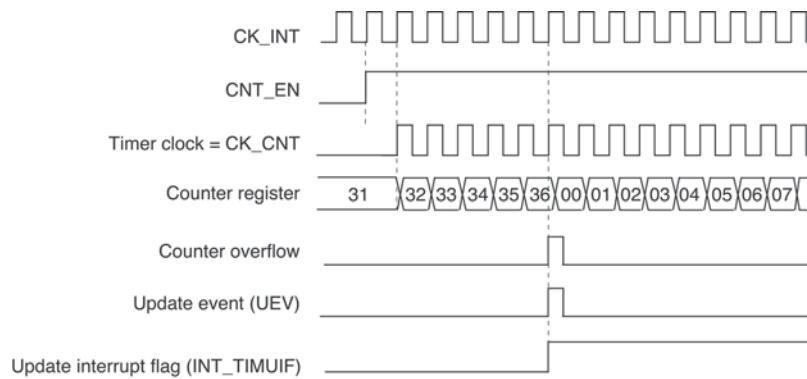 CK_INT
CNT_EN
Timer clock = CK_CNT
Counter register 31 32 33 34 35 36 00 01 02 03 04 05 06 07
Counter overflow
Update event (UEV)
Update interrupt flag (INT_TIMUIF)